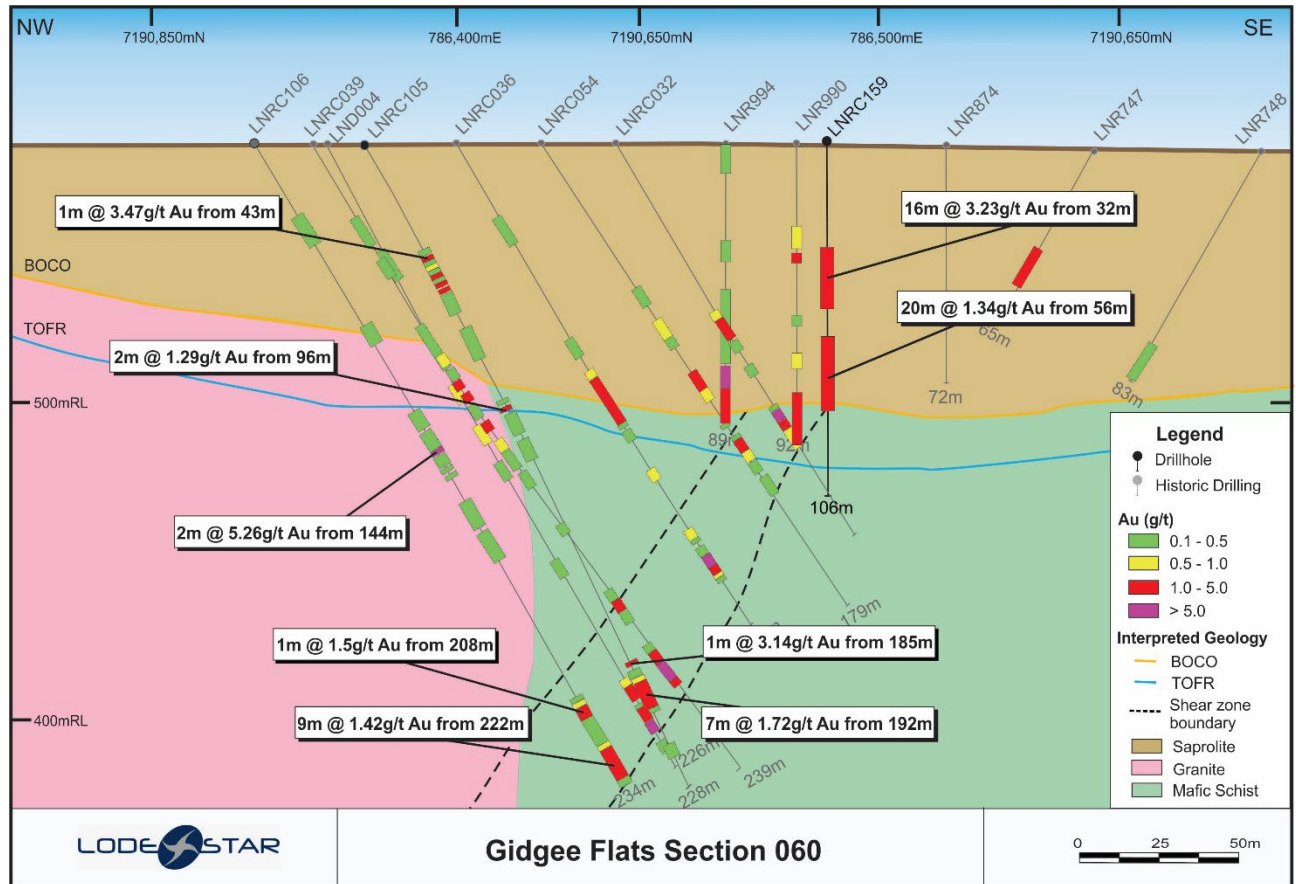 NW
7190,850mN
786,400mE
7190,650mN
786,500mE
7190,650mN
SE
LNRC106
LNRC039
LND004
LNRC105
LNRC036
LNRC054
LNRC032
LNR994
LNR990
LNRC159
LNR874
LNR747
LNR748
1m @ 3.47g/t Au from 43m
16m @ 3.23g/t Au from 32m
BOCO
TOFR
20m @ 1.34g/t Au from 56m
65m
2m @ 1.29g/t Au from 96m
72m
83m
500mRL
89m
92m
106m
2m @ 5.26g/t Au from 144m
179m
1m @ 1.5g/t Au from 208m
1m @ 3.14g/t Au from 185m
9m @ 1.42g/t Au from 222m
7m @ 1.72g/t Au from 192m
400mRL
226m
239m
234m
228m
Legend
Drillhole
Historic Drilling
Au (g/t)
0.1 - 0.5
0.5 - 1.0
1.0 - 5.0
> 5.0
Interpreted Geology
BOCO
TOFR
Shear zone
boundary
Saprolite
Granite
Mafic Schist
LODESTAR
Gidgee Flats Section 060
0 25 50m